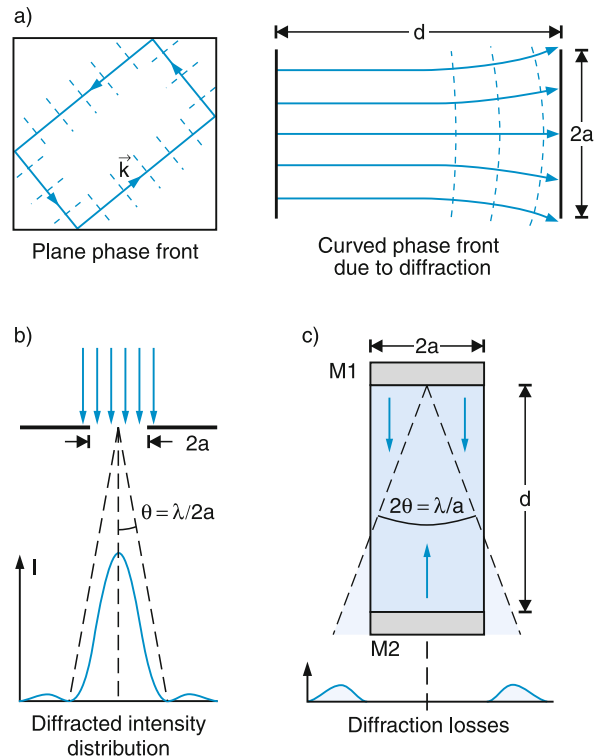 a)
k
Plane phase front
d
2a
Curved phase front
due to diffraction
b)
2a
θ = λ/2a
I
Diffracted intensity
distribution
c)
2a
M1
d
2θ = λ/a
M2
Diffraction losses